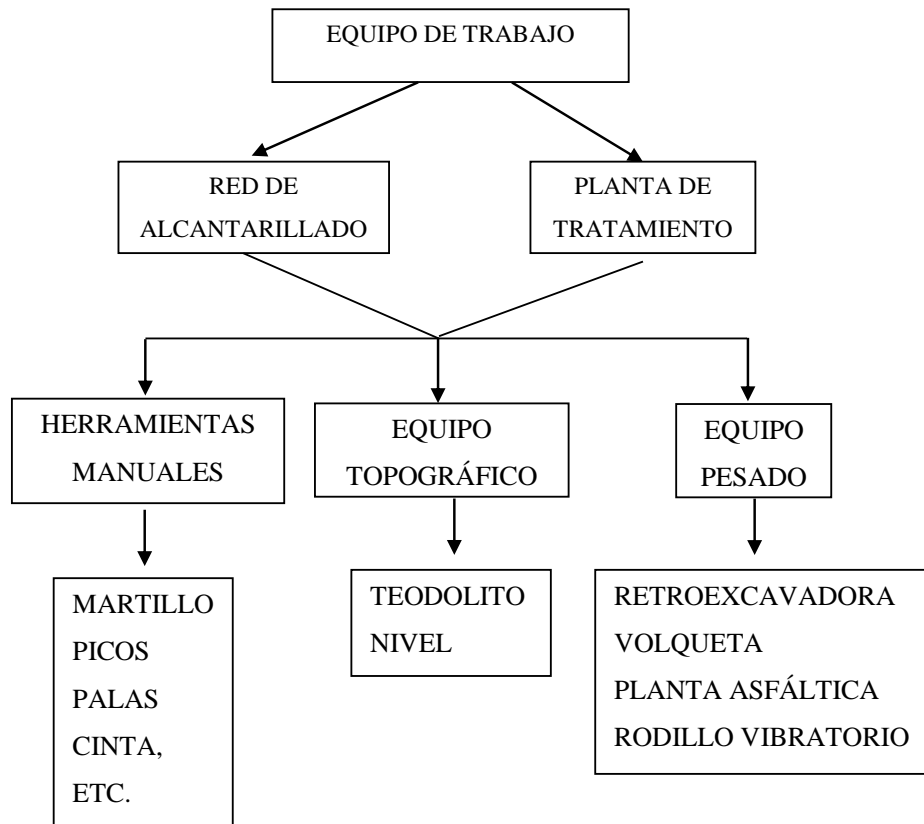 EQUIPO DE TRABAJO
RED DE
ALCANTARILLADO
PLANTA DE
TRATAMIENTO
HERRAMIENTAS
MANUALES
EQUIPO
TOPOGRÁFICO
EQUIPO
PESADO
MARTILLO
PICOS
PALAS
CINTA,
ETC.
TEODOLITO
NIVEL
RETROEXCAVADORA
VOLQUETA
PLANTA ASFÁLTICA
RODILLO VIBRATORIO